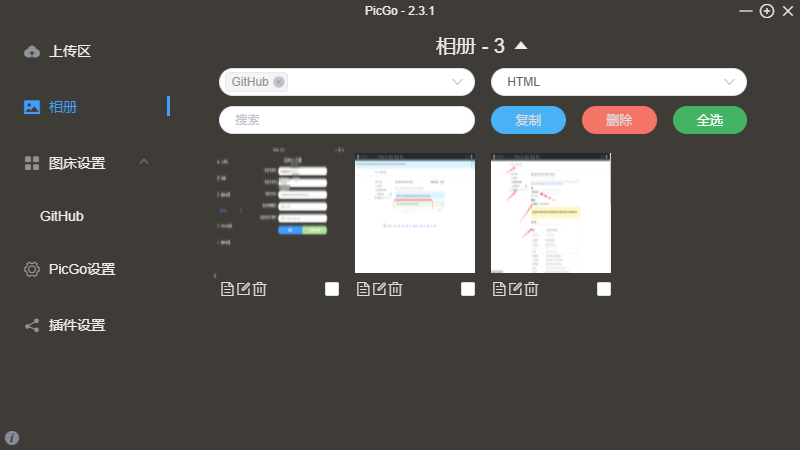 PicGo - 2.3.1
上传区
相册
图床设置
GitHub
PicGo设置
插件设置
相册 - 3
GitHub
HTML
搜索
复制
删除
全选